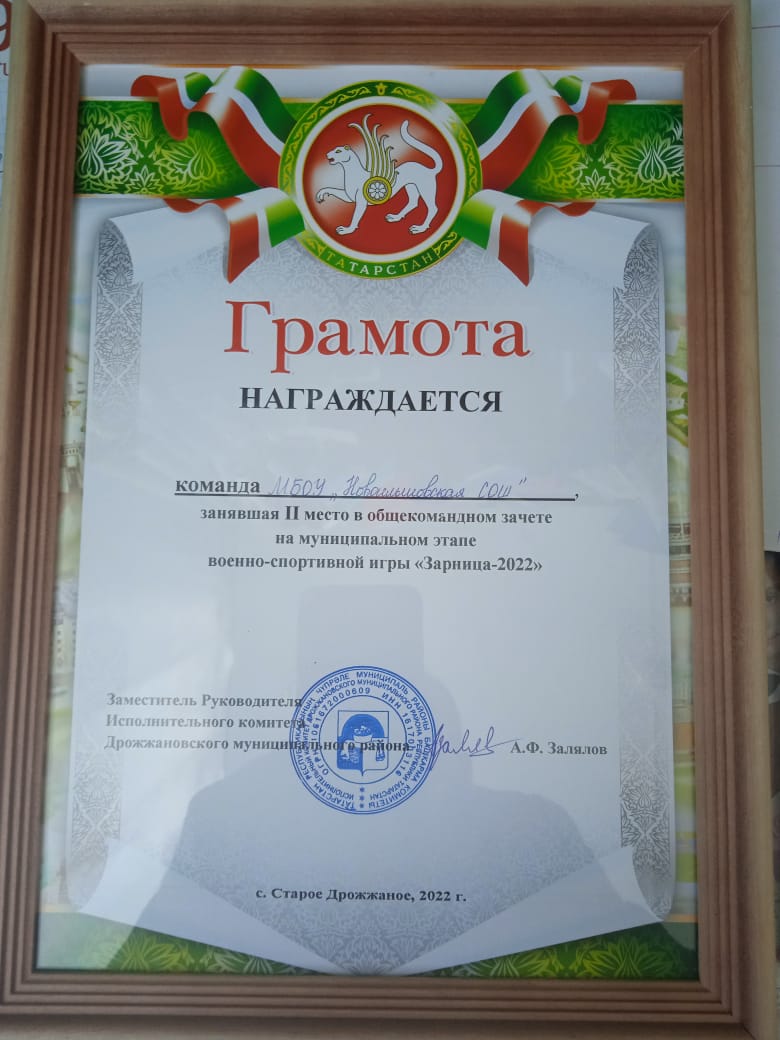 ТАТАРСТАН
Грамота
НАГРАЖДАЕТСЯ
команда МБОУ „Новоильмовская СОШ",
занявшая II место в общекомандном зачете
на муниципальном этапе
военно-спортивной игры «Зарница-2022»
Заместитель Руководителя
Исполнительного комитета
Дрожжановского муниципального района
А.Ф. Залялов
с. Старое Дрожжаное, 2022 г.